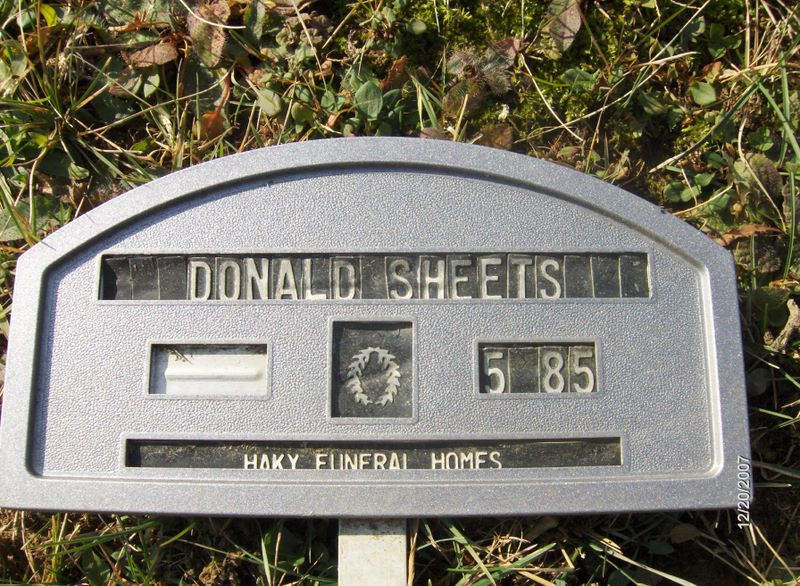 DONALD SHEETS
5 85
HAKY FUNERAL HOMES
12/20/2007